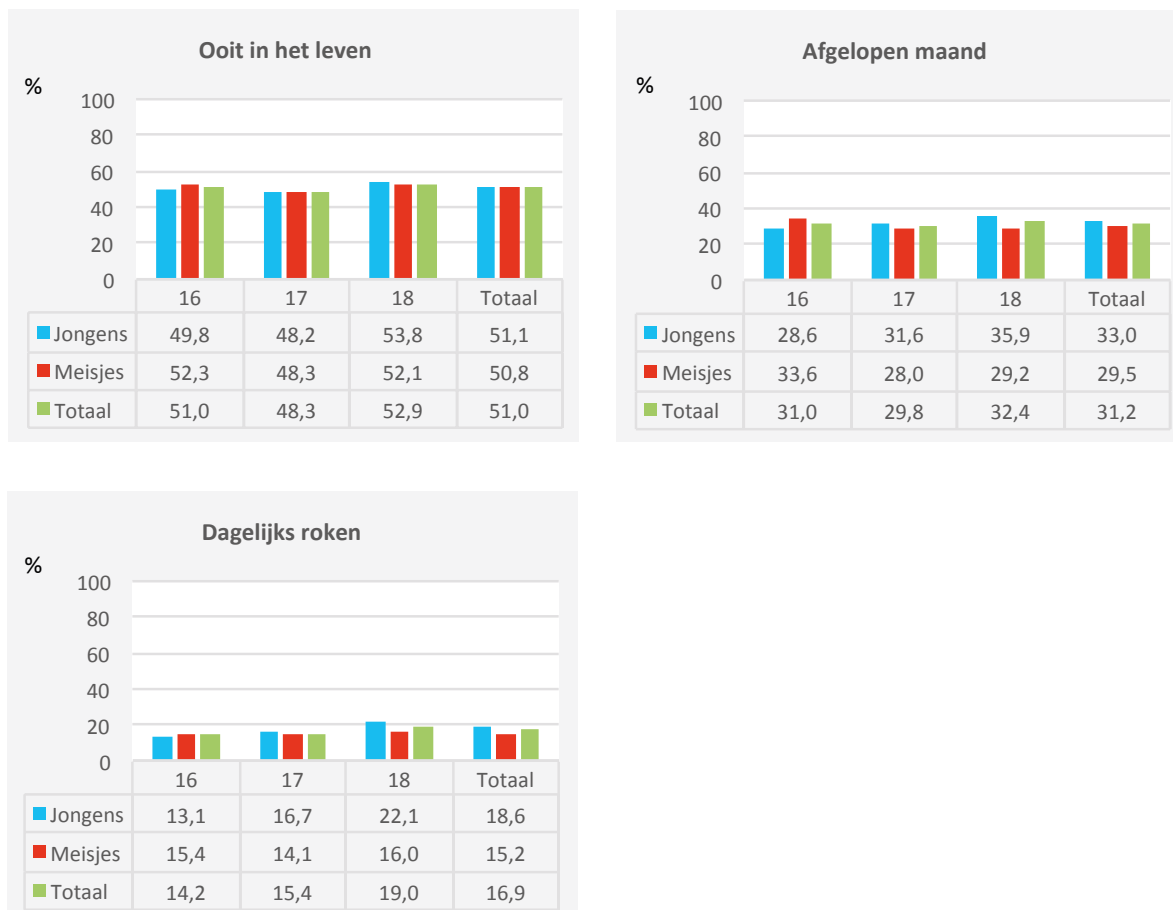 Ooit in het leven
%
100
80
60
40
20
0
16 17 18 Totaal
Jongens 49,8 48,2 53,8 51,1
Meisjes 52,3 48,3 52,1 50,8
Totaal 51,0 48,3 52,9 51,0
Afgelopen maand
%
100
80
60
40
20
0
16 17 18 Totaal
Jongens 28,6 31,6 35,9 33,0
Meisjes 33,6 28,0 29,2 29,5
Totaal 31,0 29,8 32,4 31,2
Dagelijks roken
%
100
80
60
40
20
0
16 17 18 Totaal
Jongens 13,1 16,7 22,1 18,6
Meisjes 15,4 14,1 16,0 15,2
Totaal 14,2 15,4 19,0 16,9